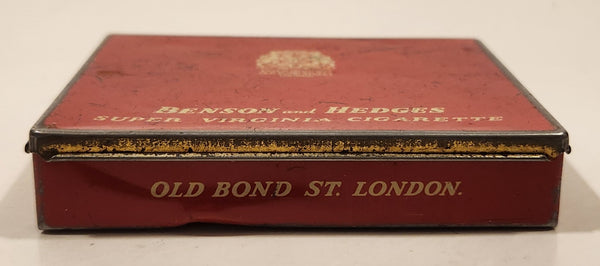 BENSON and HEDGES
SUPER VIRGINIA CIGARETTE
OLD BOND ST. LONDON.